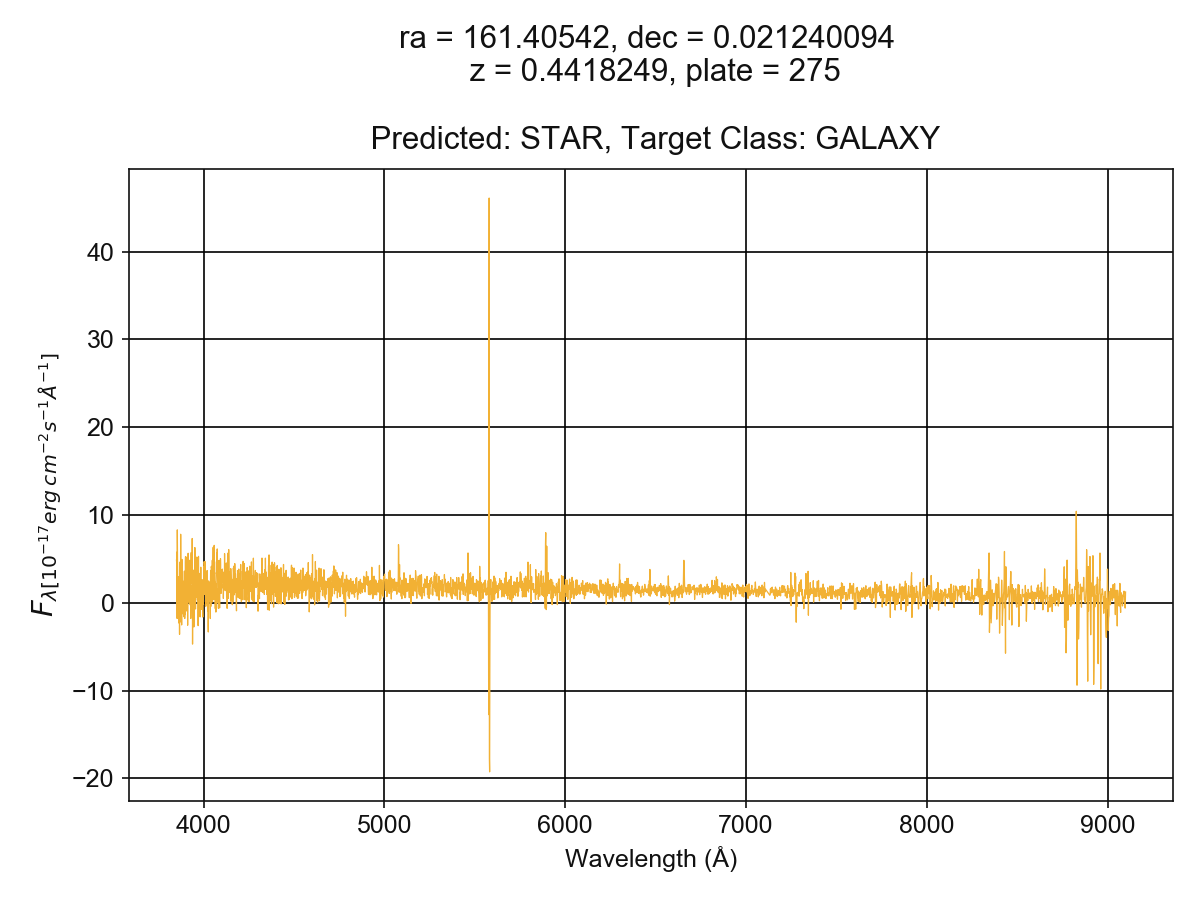 ra = 161.40542, dec = 0.021240094
z = 0.4418249, plate = 275
Predicted: STAR, Target Class: GALAXY
40
30
20
10
0
−10
−20
4000
5000
6000
7000
8000
9000
Wavelength (Å)
F_{λ[10^{−17} erg cm^{−2} s^{−1} Å^{−1}]}